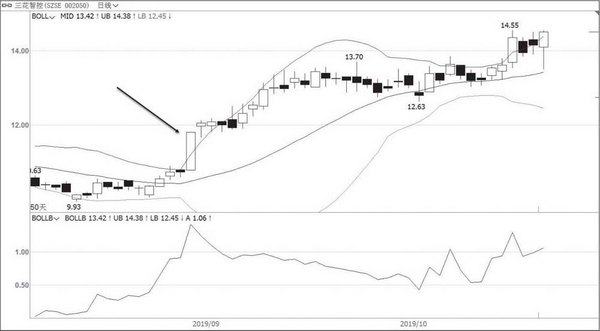 三花智控(SZSE 002050) 日线
BOLL MID 13.42↑ UB 14.38↑ LB 12.45↓
14.55
14.00
13.70
12.63
12.00
0.63
9.93
50天
BOLLB BOLLB 13.42↑ UB 14.38↑ LB 12.45↓ A 1.06↑
1.00
0.50
2019/09 2019/10